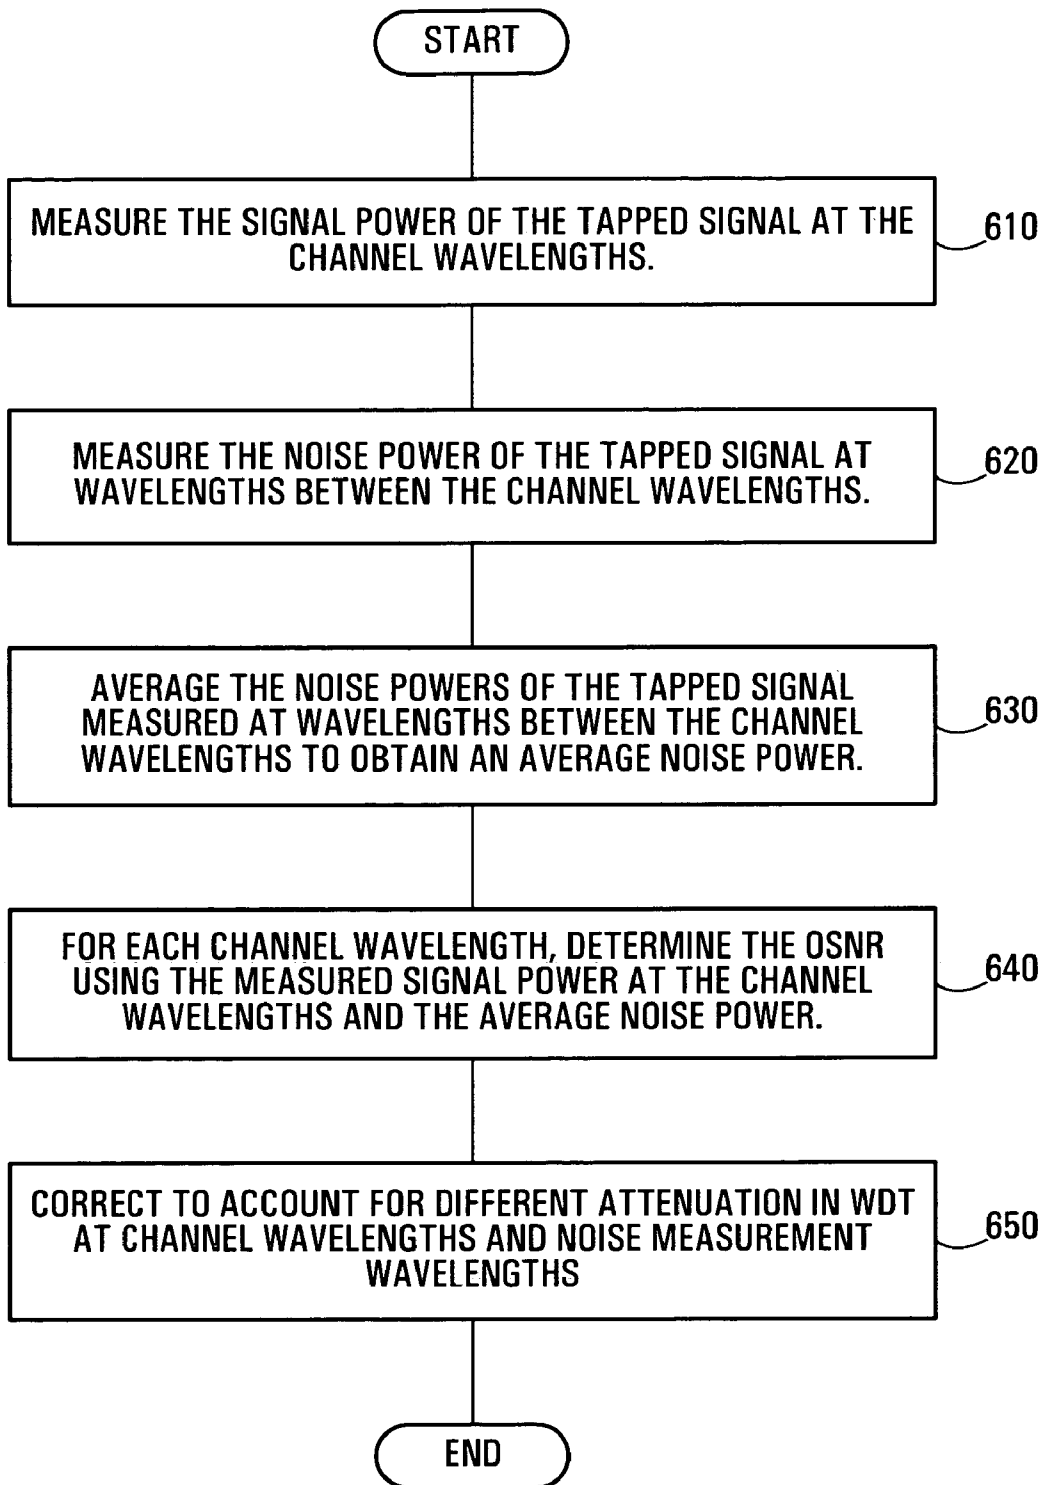 START
MEASURE THE SIGNAL POWER OF THE TAPPED SIGNAL AT THE
CHANNEL WAVELENGTHS.
610
MEASURE THE NOISE POWER OF THE TAPPED SIGNAL AT
WAVELENGTHS BETWEEN THE CHANNEL WAVELENGTHS.
620
AVERAGE THE NOISE POWERS OF THE TAPPED SIGNAL
MEASURED AT WAVELENGTHS BETWEEN THE CHANNEL
WAVELENGTHS TO OBTAIN AN AVERAGE NOISE POWER.
630
FOR EACH CHANNEL WAVELENGTH, DETERMINE THE OSNR
USING THE MEASURED SIGNAL POWER AT THE CHANNEL
WAVELENGTHS AND THE AVERAGE NOISE POWER.
640
CORRECT TO ACCOUNT FOR DIFFERENT ATTENUATION IN WDT
AT CHANNEL WAVELENGTHS AND NOISE MEASUREMENT
WAVELENGTHS
650
END